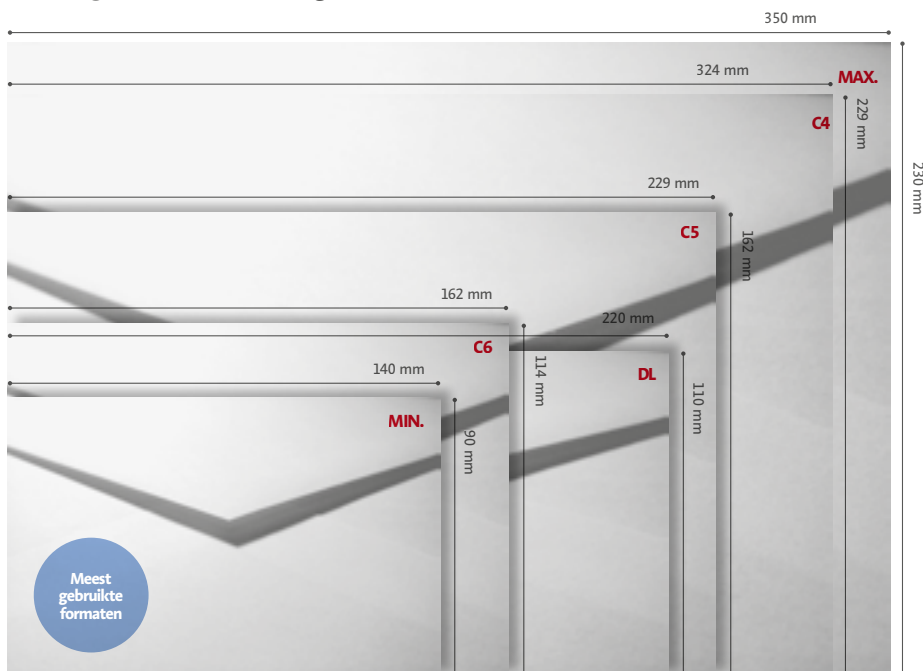 350 mm
324 mm
MAX.
C4
229 mm
230 mm
229 mm
C5
162 mm
162 mm
220 mm
C6
114 mm
DL
110 mm
140 mm
MIN.
90 mm
Meest
gebruikte
formaten